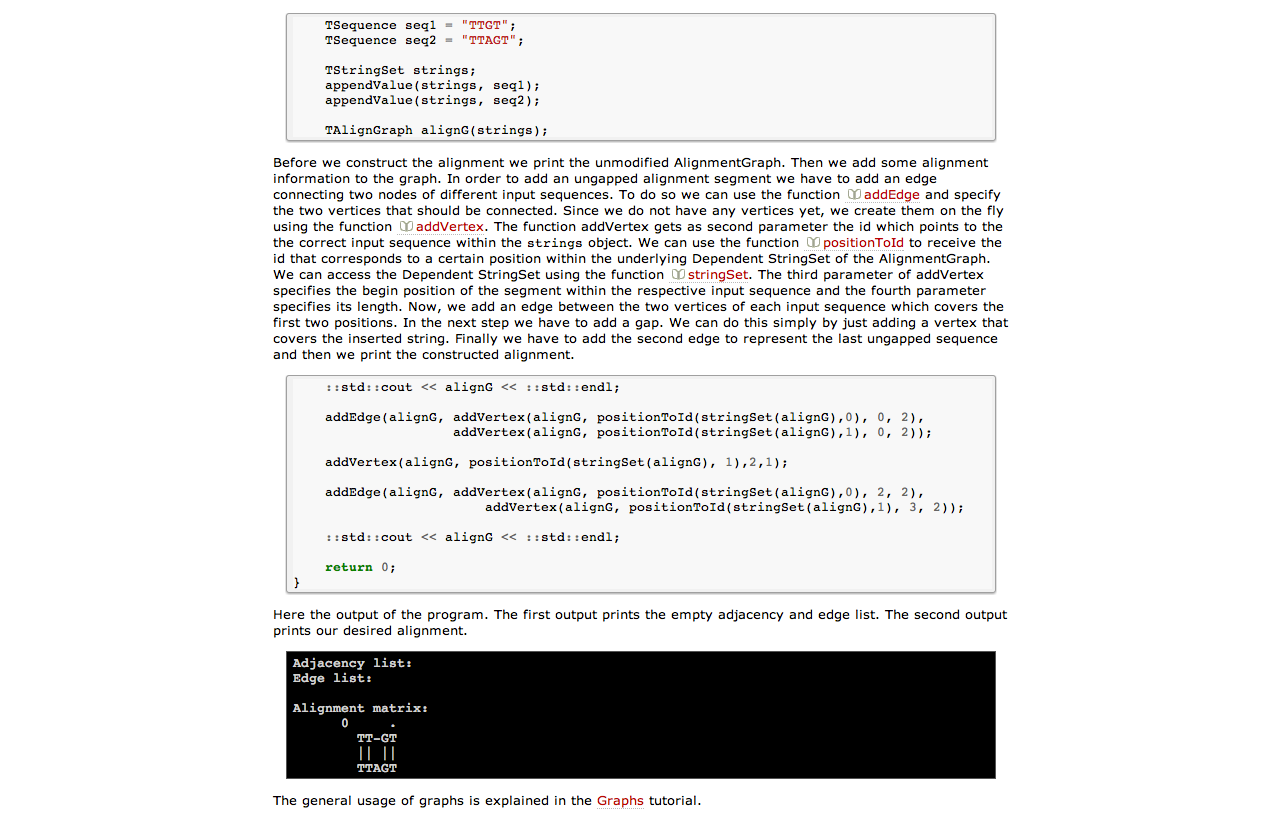 TSequence seq1 = "TTGT";
TSequence seq2 = "TTAGT";
TStringSet strings;
appendValue(strings, seq1);
appendValue(strings, seq2);
TAlignGraph alignG(strings);
Before we construct the alignment we print the unmodified AlignmentGraph. Then we add some alignment
information to the graph. In order to add an ungapped alignment segment we have to add an edge
connecting two nodes of different input sequences. To do so we can use the function addEdge and specify
the two vertices that should be connected. Since we do not have any vertices yet, we create them on the fly
using the function addVertex. The function addVertex gets as second parameter the id which points to the
the correct input sequence within the strings object. We can use the function positionToId to receive the
id that corresponds to a certain position within the underlying Dependent StringSet of the AlignmentGraph.
We can access the Dependent StringSet using the function stringSet. The third parameter of addVertex
specifies the begin position of the segment within the respective input sequence and the fourth parameter
specifies its length. Now, we add an edge between the two vertices of each input sequence which covers the
first two positions. In the next step we have to add a gap. We can do this simply by just adding a vertex that
covers the inserted string. Finally we have to add the second edge to represent the last ungapped sequence
and then we print the constructed alignment.
::std::cout << alignG << ::std::endl;
addEdge(alignG, addVertex(alignG, positionToId(stringSet(alignG),0), 0, 2),
addVertex(alignG, positionToId(stringSet(alignG),1), 0, 2));
addVertex(alignG, positionToId(stringSet(alignG), 1),2,1);
addEdge(alignG, addVertex(alignG, positionToId(stringSet(alignG),0), 2, 2),
addVertex(alignG, positionToId(stringSet(alignG),1), 3, 2));
::std::cout << alignG << ::std::endl;
return 0;
}
Here the output of the program. The first output prints the empty adjacency and edge list. The second output
prints our desired alignment.
Adjacency list:
Edge list:
Alignment matrix:
0     .
TT-GT
|| ||
TTAGT
The general usage of graphs is explained in the Graphs tutorial.